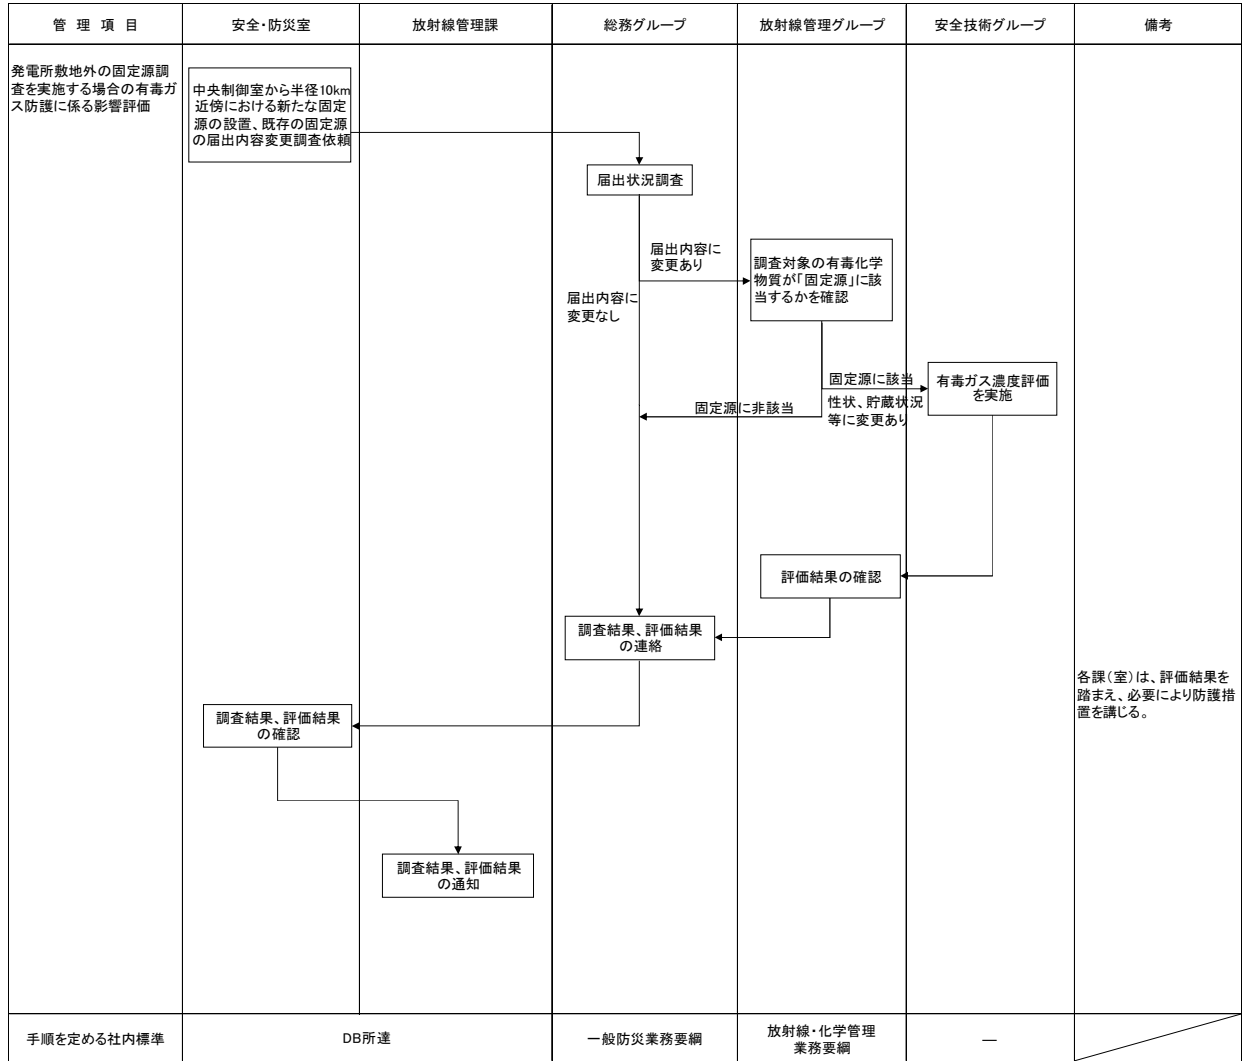 管 理 項 目
安全・防災室
放射線管理課
総務グループ
放射線管理グループ
安全技術グループ
備考
発電所敷地外の固定源調
査を実施する場合の有毒ガ
ス防護に係る影響評価
中央制御室から半径10km
近傍における新たな固定
源の設置、既存の固定源
の届出内容変更調査依頼
届出状況調査
届出内容に
変更あり
調査対象の有毒化学
物質が「固定源」に該
当するかを確認
届出内容に
変更なし
固定源に該当
性状、貯蔵状況
等に変更あり
有毒ガス濃度評価
を実施
固定源に非該当
評価結果の確認
調査結果、評価結果
の連絡
各課(室)は、評価結果を
踏まえ、必要により防護措
置を講じる。
調査結果、評価結果
の確認
調査結果、評価結果
の通知
手順を定める社内標準
DB所達
一般防災業務要綱
放射線・化学管理
業務要綱
―